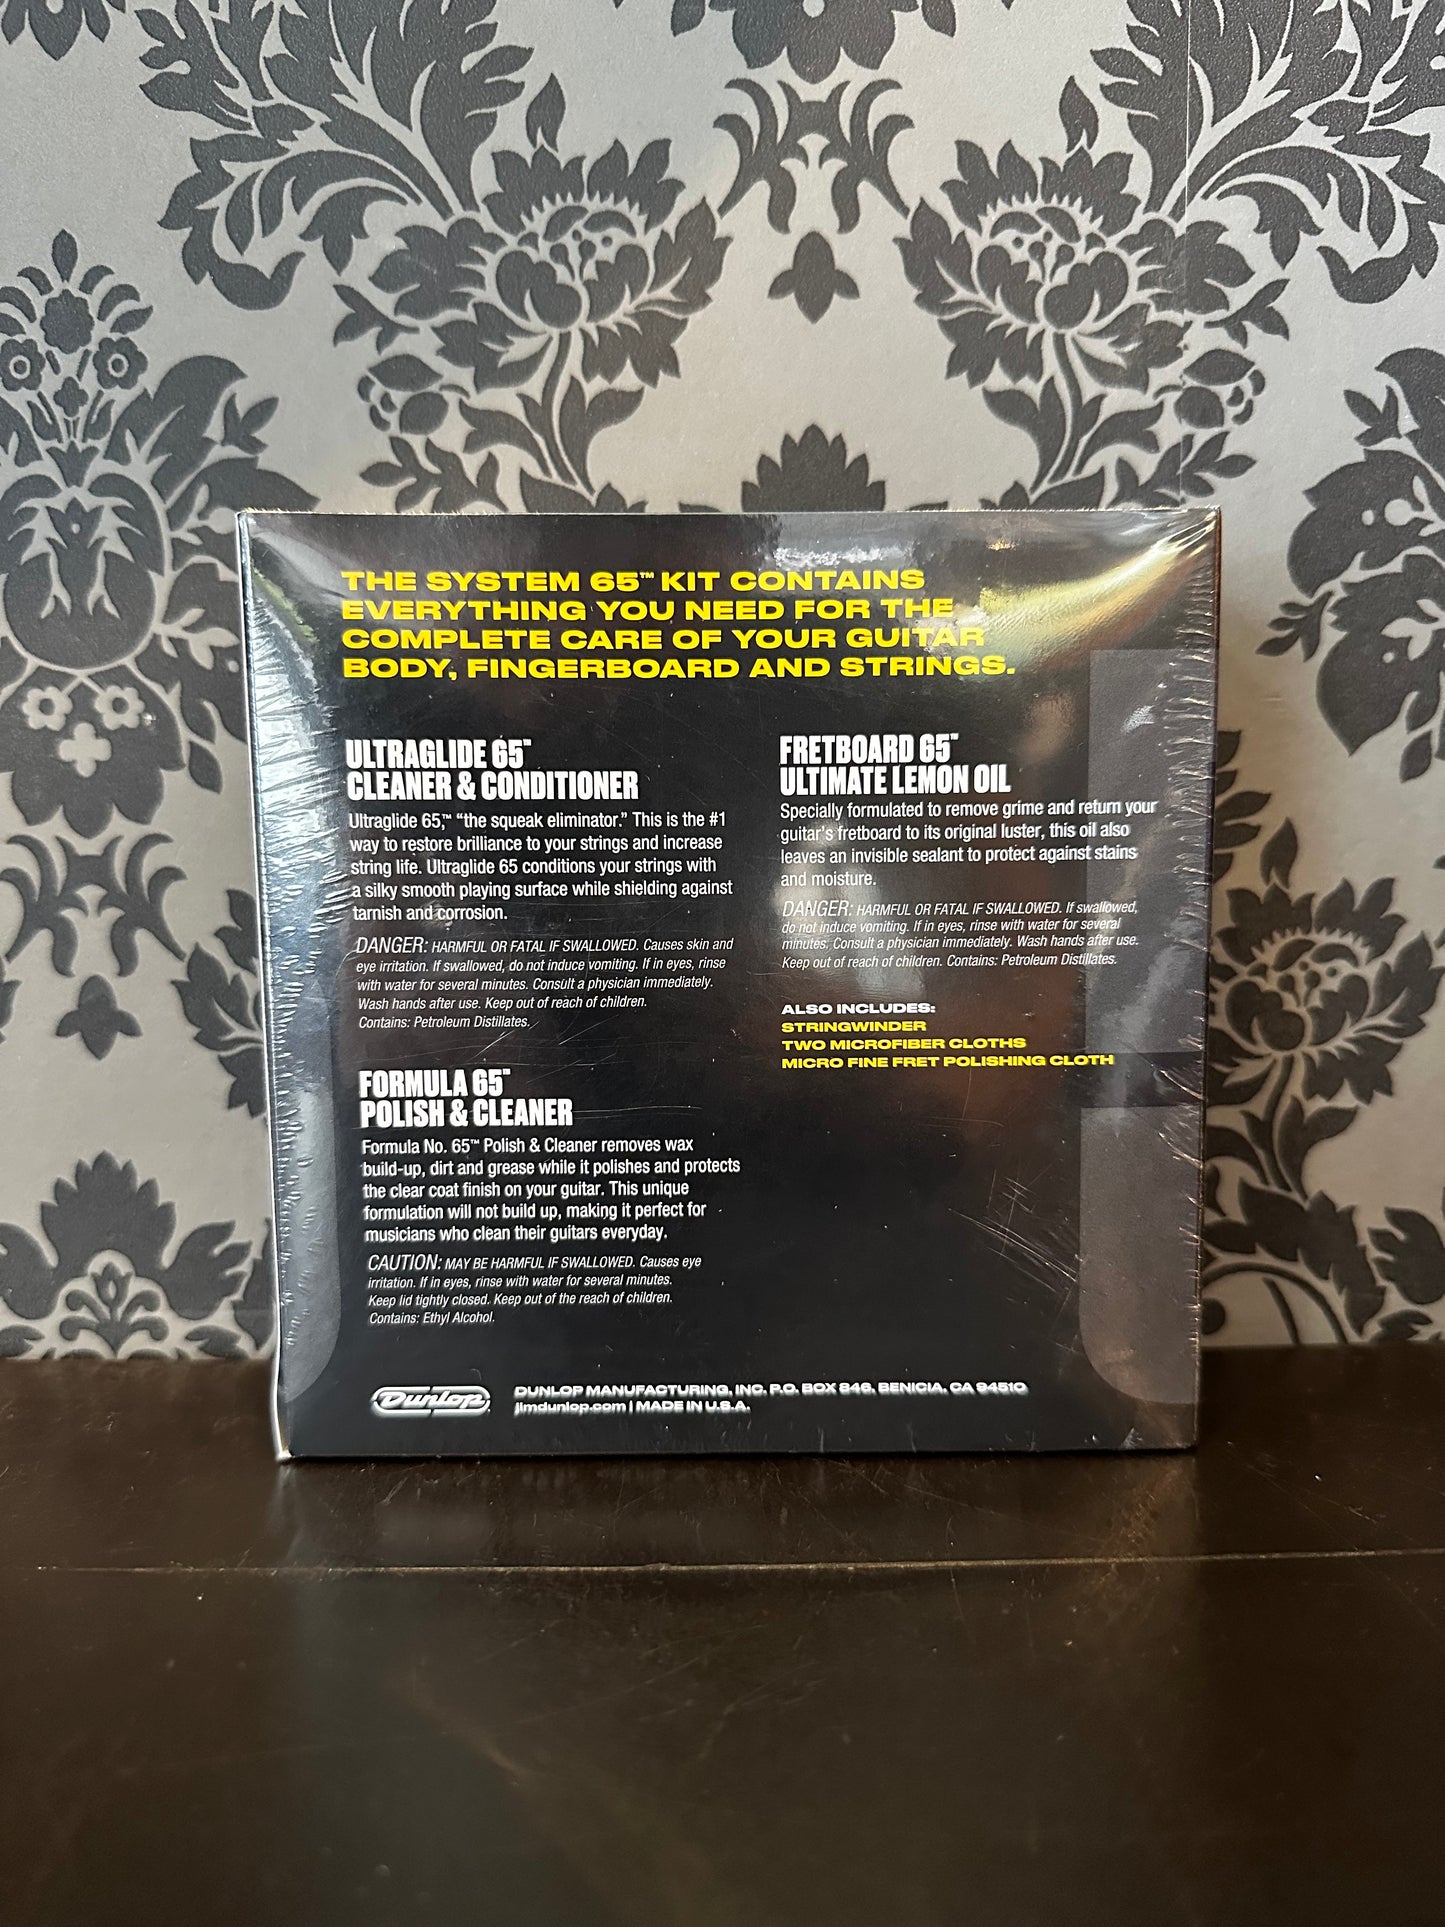 THE SYSTEM 65™ KIT CONTAINS
EVERYTHING YOU NEED FOR THE
COMPLETE CARE OF YOUR GUITAR
BODY, FINGERBOARD AND STRINGS.
ULTRAGLIDE 65™
CLEANER & CONDITIONER
Ultraglide 65,™ “the squeak eliminator.” This is the #1
way to restore brilliance to your strings and increase
string life. Ultraglide 65 conditions your strings with
a silky smooth playing surface while shielding against
tarnish and corrosion.
DANGER: HARMFUL OR FATAL IF SWALLOWED. Causes skin and
eye irritation. If swallowed, do not induce vomiting. If in eyes, rinse
with water for several minutes. Consult a physician immediately.
Wash hands after use. Keep out of reach of children.
Contains: Petroleum Distillates.
FORMULA 65™
POLISH & CLEANER
Formula No. 65™ Polish & Cleaner removes wax
build-up, dirt and grease while it polishes and protects
the clear coat finish on your guitar. This unique
formulation will not build up, making it perfect for
musicians who clean their guitars everyday.
CAUTION: MAY BE HARMFUL IF SWALLOWED. Causes eye
irritation. If in eyes, rinse with water for several minutes.
Keep lid tightly closed. Keep out of the reach of children.
Contains: Ethyl Alcohol.
FRETBOARD 65™
ULTIMATE LEMON OIL
Specially formulated to remove grime and return your
guitar's fretboard to its original luster, this oil also
leaves an invisible sealant to protect against stains
and moisture.
DANGER: HARMFUL OR FATAL IF SWALLOWED. If swallowed,
do not induce vomiting. If in eyes, rinse with water for several
minutes. Consult a physician immediately. Wash hands after use.
Keep out of reach of children. Contains: Petroleum Distillates.
ALSO INCLUDES:
STRINGWINDER
TWO MICROFIBER CLOTHS
MICRO FINE FRET POLISHING CLOTH
Dunlop
DUNLOP MANUFACTURING, INC. P.O. BOX 846, BENICIA, CA 94510
jimdunlop.com | MADE IN U.S.A.